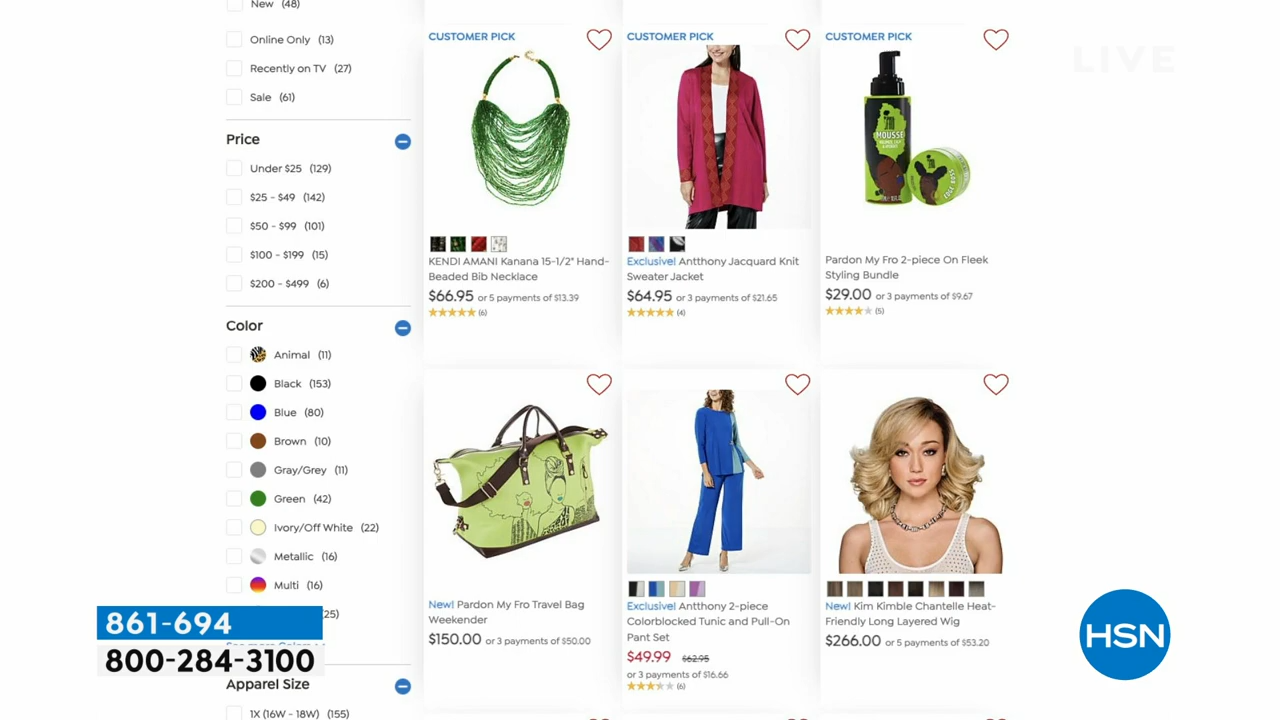 New (48)
Online Only (13)
Recently on TV (27)
Sale (61)
Price
Under $25 (129)
$25 - $49 (142)
$50 - $99 (101)
$100 - $199 (15)
$200 - $499 (6)
Color
Animal (11)
Black (153)
Blue (80)
Brown (10)
Gray/Grey (11)
Green (42)
Ivory/Off White (22)
Metallic (16)
Multi (16)
(25)
861-694
800-284-3100
Apparel Size
1X (16W - 18W) (155)
CUSTOMER PICK
KENDI AMANI Kanana 15-1/2" Hand-
Beaded Bib Necklace
$66.95 or 5 payments of $13.39
(6)
CUSTOMER PICK
Exclusive! Antthony Jacquard Knit
Sweater Jacket
$64.95 or 3 payments of $21.65
(4)
CUSTOMER PICK
MOUSSE
Pardon My Fro 2-piece On Fleek
Styling Bundle
$29.00 or 3 payments of $9.67
(5)
New! Pardon My Fro Travel Bag
Weekender
$150.00 or 3 payments of $50.00
Exclusive! Antthony 2-piece
Colorblocked Tunic and Pull-On
Pant Set
$49.99 $62.95
or 3 payments of $16.66
(6)
New! Kim Kimble Chantelle Heat-
Friendly Long Layered Wig
$266.00 or 5 payments of $53.20
LIVE
HSN